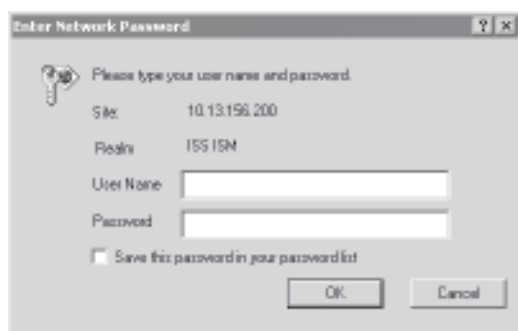 Enter Network Password
Please type your user name and password.
Site: 10.13.156.200
Realm ISS ISM
User Name
Password
Save this password in your password list
OK Cancel